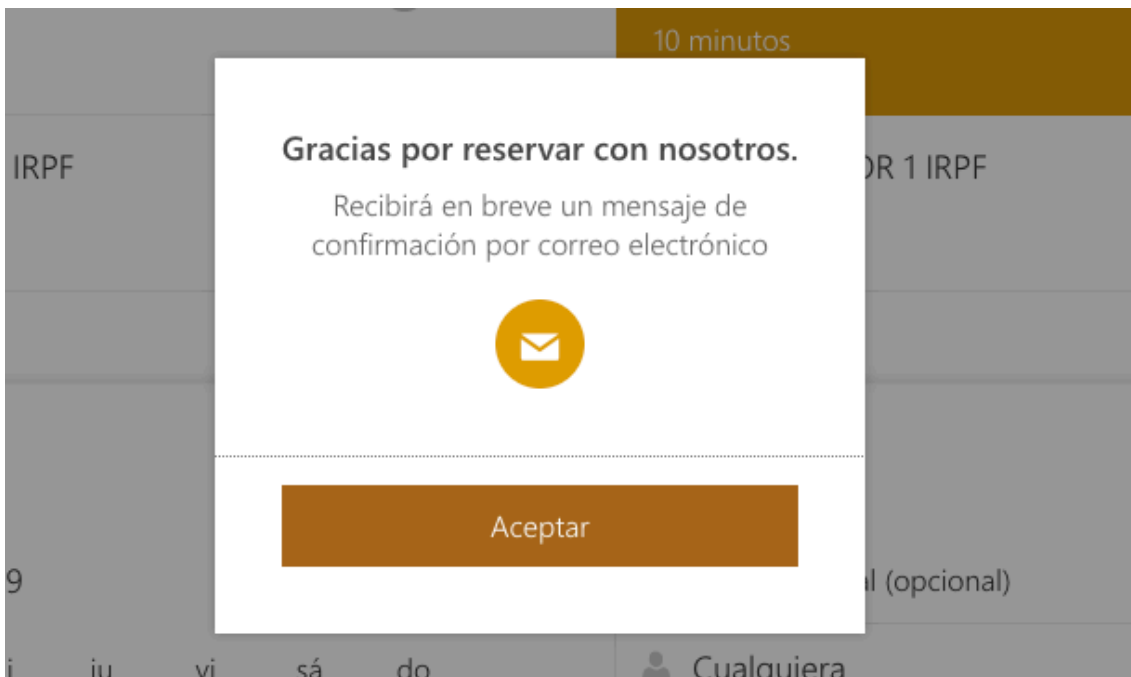 10 minutos
Gracias por reservar con nosotros.
IRPF
1 IRPF
Recibirá en breve un mensaje de
confirmación por correo electrónico
Aceptar
9
(opcional)
ju vi sá do
Cualquiera